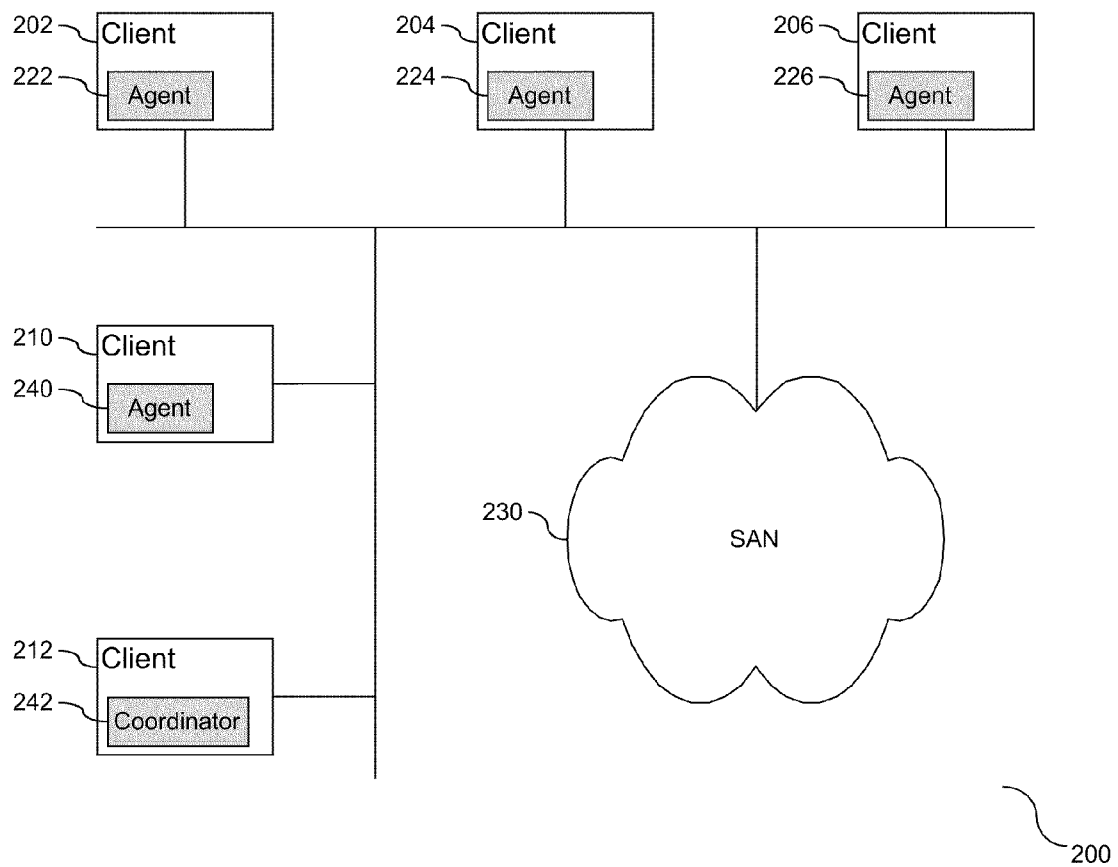 202 Client 204 Client 206 Client
222 Agent 224 Agent 226 Agent
210 Client
240 Agent
230 SAN
212 Client
242 Coordinator
200